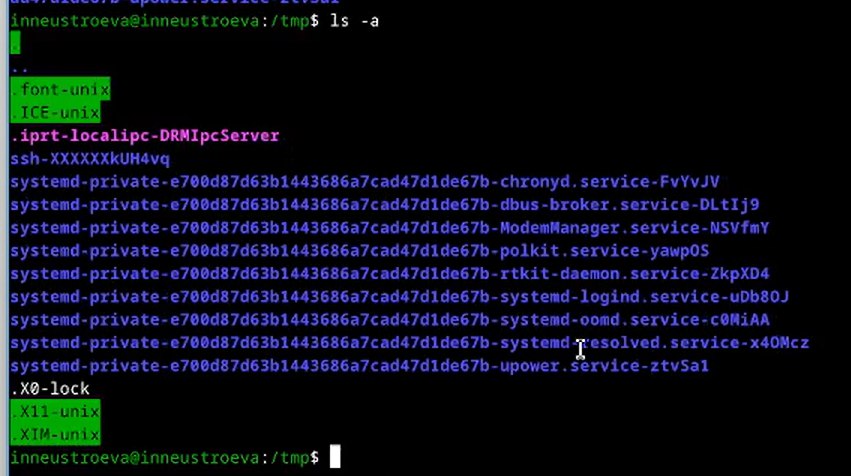 da47d1de67b-upower.service-ztvSa1
inneustroeva@inneustroeva:/tmp$ ls -a
.
..
.font-unix
.ICE-unix
.iprt-localipc-DRMIpcServer
ssh-XXXXXXkUH4vq
systemd-private-e700d87d63b1443686a7cad47d1de67b-chronyd.service-FvYvJV
systemd-private-e700d87d63b1443686a7cad47d1de67b-dbus-broker.service-DLtIj9
systemd-private-e700d87d63b1443686a7cad47d1de67b-ModemManager.service-NSVfmY
systemd-private-e700d87d63b1443686a7cad47d1de67b-polkit.service-yawpOS
systemd-private-e700d87d63b1443686a7cad47d1de67b-rtkit-daemon.service-ZkpXD4
systemd-private-e700d87d63b1443686a7cad47d1de67b-systemd-logind.service-uDb8OJ
systemd-private-e700d87d63b1443686a7cad47d1de67b-systemd-oomd.service-c0MiAA
systemd-private-e700d87d63b1443686a7cad47d1de67b-systemd-resolved.service-x4OMcz
systemd-private-e700d87d63b1443686a7cad47d1de67b-upower.service-ztvSa1
.X0-lock
.X11-unix
.XIM-unix
inneustroeva@inneustroeva:/tmp$